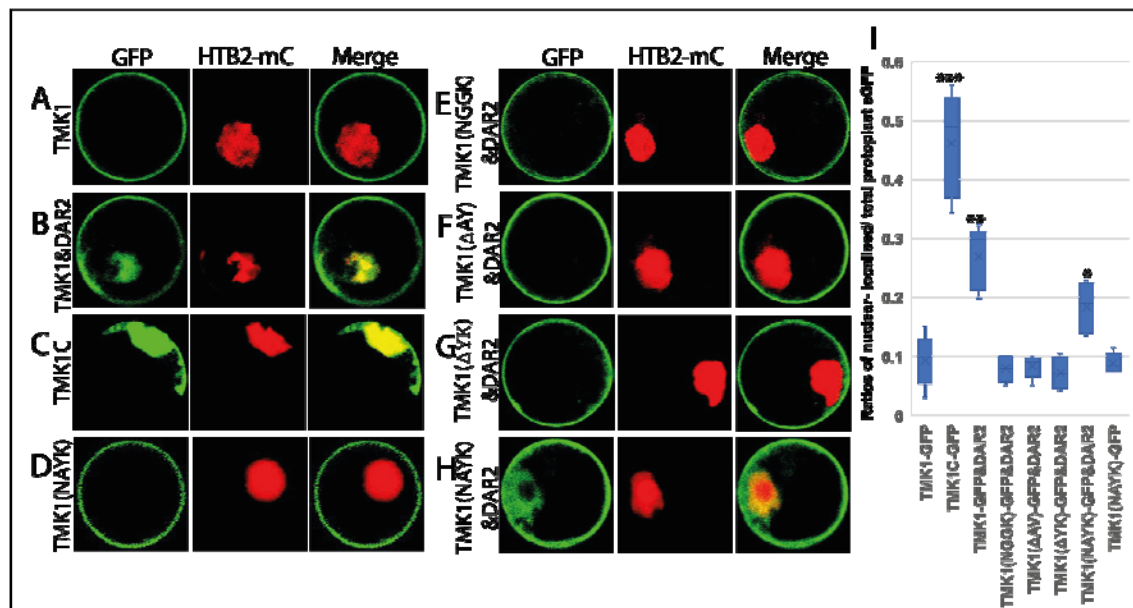 GFP HTB2-mC Merge
A TMK1
B TMK1&DAR2
C TMK1C
D TMK1(NAYK)
GFP HTB2-mC Merge
E TMK1(NGGK)
&DAR2
F TMK1(ΔAY)
&DAR2
G TMK1(ΔYK)
&DAR2
H TMK1(NAYK)
&DAR2
I
Ratios of nuclear- localised/ total protoplast eGFP
0.6
0.5
0.4
0.3
0.2
0.1
0
***
**
*
TMK1-GFP
TMK1C-GFP
TMK1-GFP&DAR2
TMK1(NGGK)-GFP&DAR2
TMK1(ΔAV)-GFP&DAR2
TMK1(ΔYK)-GFP&DAR2
TMK1(NAYK)-GFP&DAR2
TMK1(NAYK)-GFP